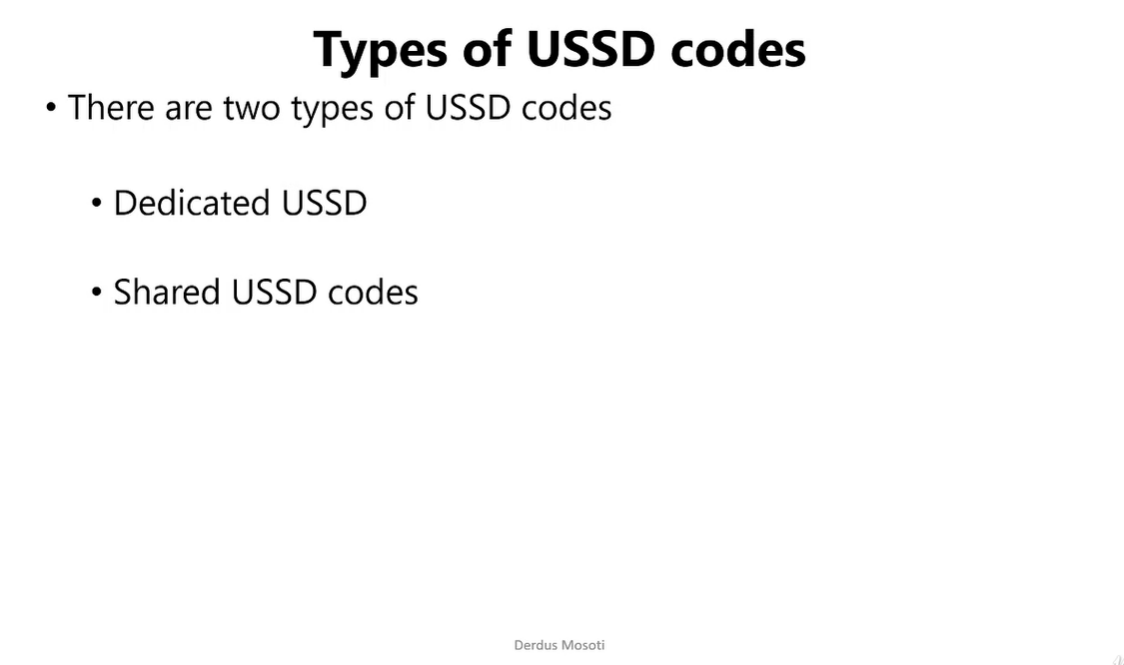 Types of USSD codes
• There are two types of USSD codes
• Dedicated USSD
• Shared USSD codes
Derdus Mosoti